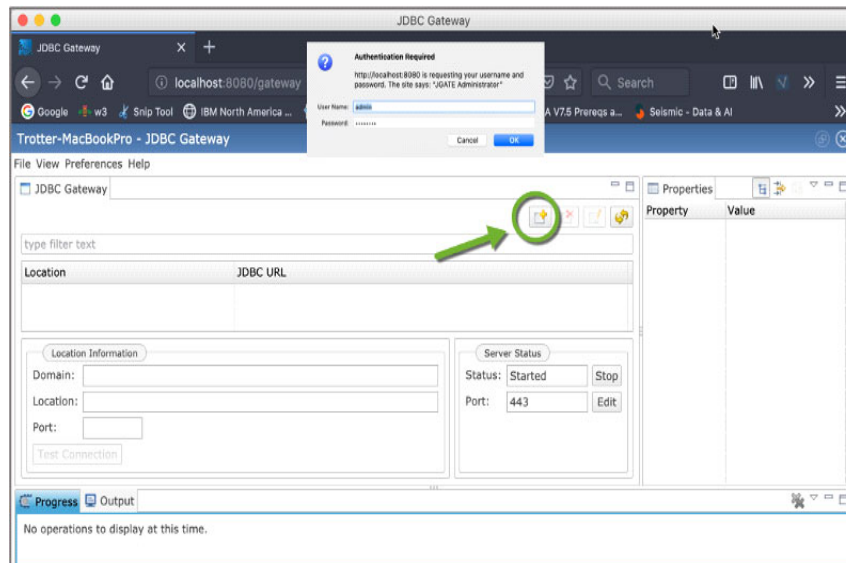 JDBC Gateway
JDBC Gateway
localhost:8080/gateway
Search
Google
w3
Snip Tool
IBM North America ...
A V7.5 Prereqs a...
Seismic - Data & AI
Authentication Required
http://localhost:8080 is requesting your username and
password. The site says: "JGATE Administrator"
User Name: admin
Password:
Cancel
OK
Trotter-MacBookPro - JDBC Gateway
File View Preferences Help
JDBC Gateway
type filter text
Location
JDBC URL
Properties
Property
Value
Location Information
Domain:
Location:
Port:
Test Connection
Server Status
Status: Started Stop
Port: 443 Edit
Progress
Output
No operations to display at this time.